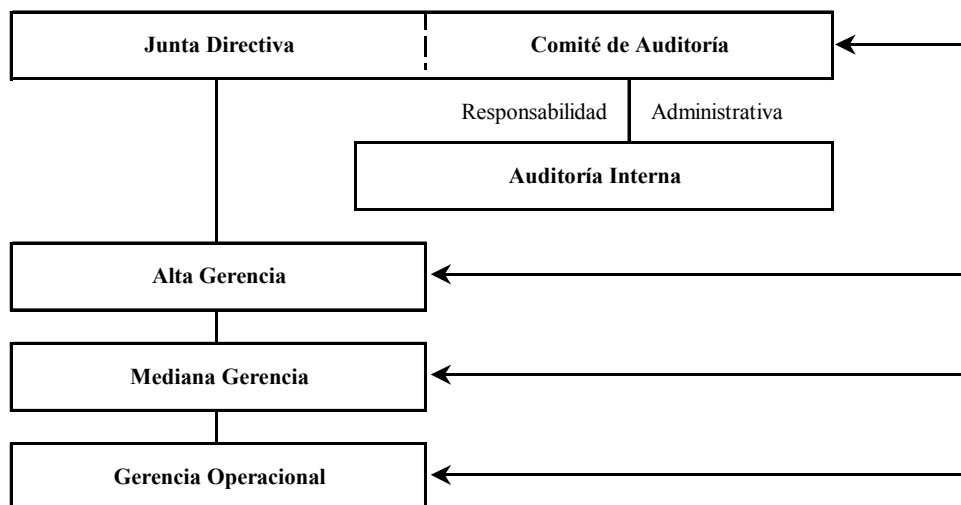 Junta Directiva
Comité de Auditoría
Responsabilidad
Administrativa
Auditoría Interna
Alta Gerencia
Mediana Gerencia
Gerencia Operacional